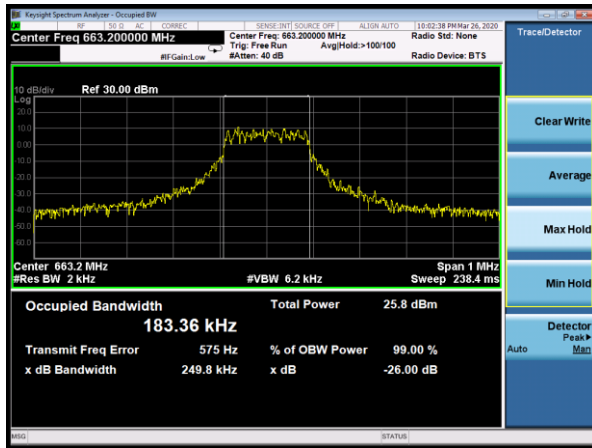 Keysight Spectrum Analyzer - Occupied BW
RF 50 Ω AC CORREC SENSE:INT SOURCE OFF ALIGN AUTO 10:02:38 PM Mar 26, 2020
Center Freq 663.200000 MHz Center Freq: 663.200000 MHz Radio Std: None
Trig: Free Run Avg|Hold:>100/100
#IFGain:Low #Atten: 40 dB Radio Device: BTS
Trace/Detector
10 dB/div Ref 30.00 dBm
Log
20.0
10.0
0.00
-10.0
-20.0
-30.0
-40.0
-50.0
-60.0
Center 663.2 MHz Span 1 MHz
#Res BW 2 kHz #VBW 6.2 kHz Sweep 238.4 ms
Occupied Bandwidth Total Power 25.8 dBm
183.36 kHz
Transmit Freq Error 575 Hz % of OBW Power 99.00 %
x dB Bandwidth 249.8 kHz x dB -26.00 dB
Clear Write
Average
Max Hold
Min Hold
Detector
Peak▶
Auto Man
MSG STATUS